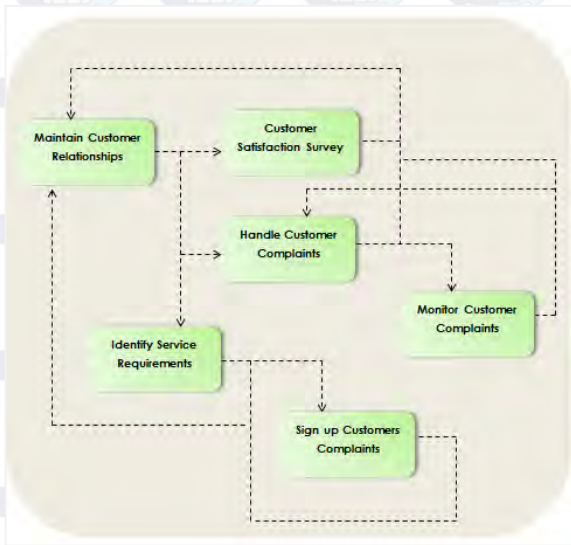 Maintain Customer
Relationships
Customer
Satisfaction Survey
Handle Customer
Complaints
Monitor Customer
Complaints
Identify Service
Requirements
Sign up Customers
Complaints